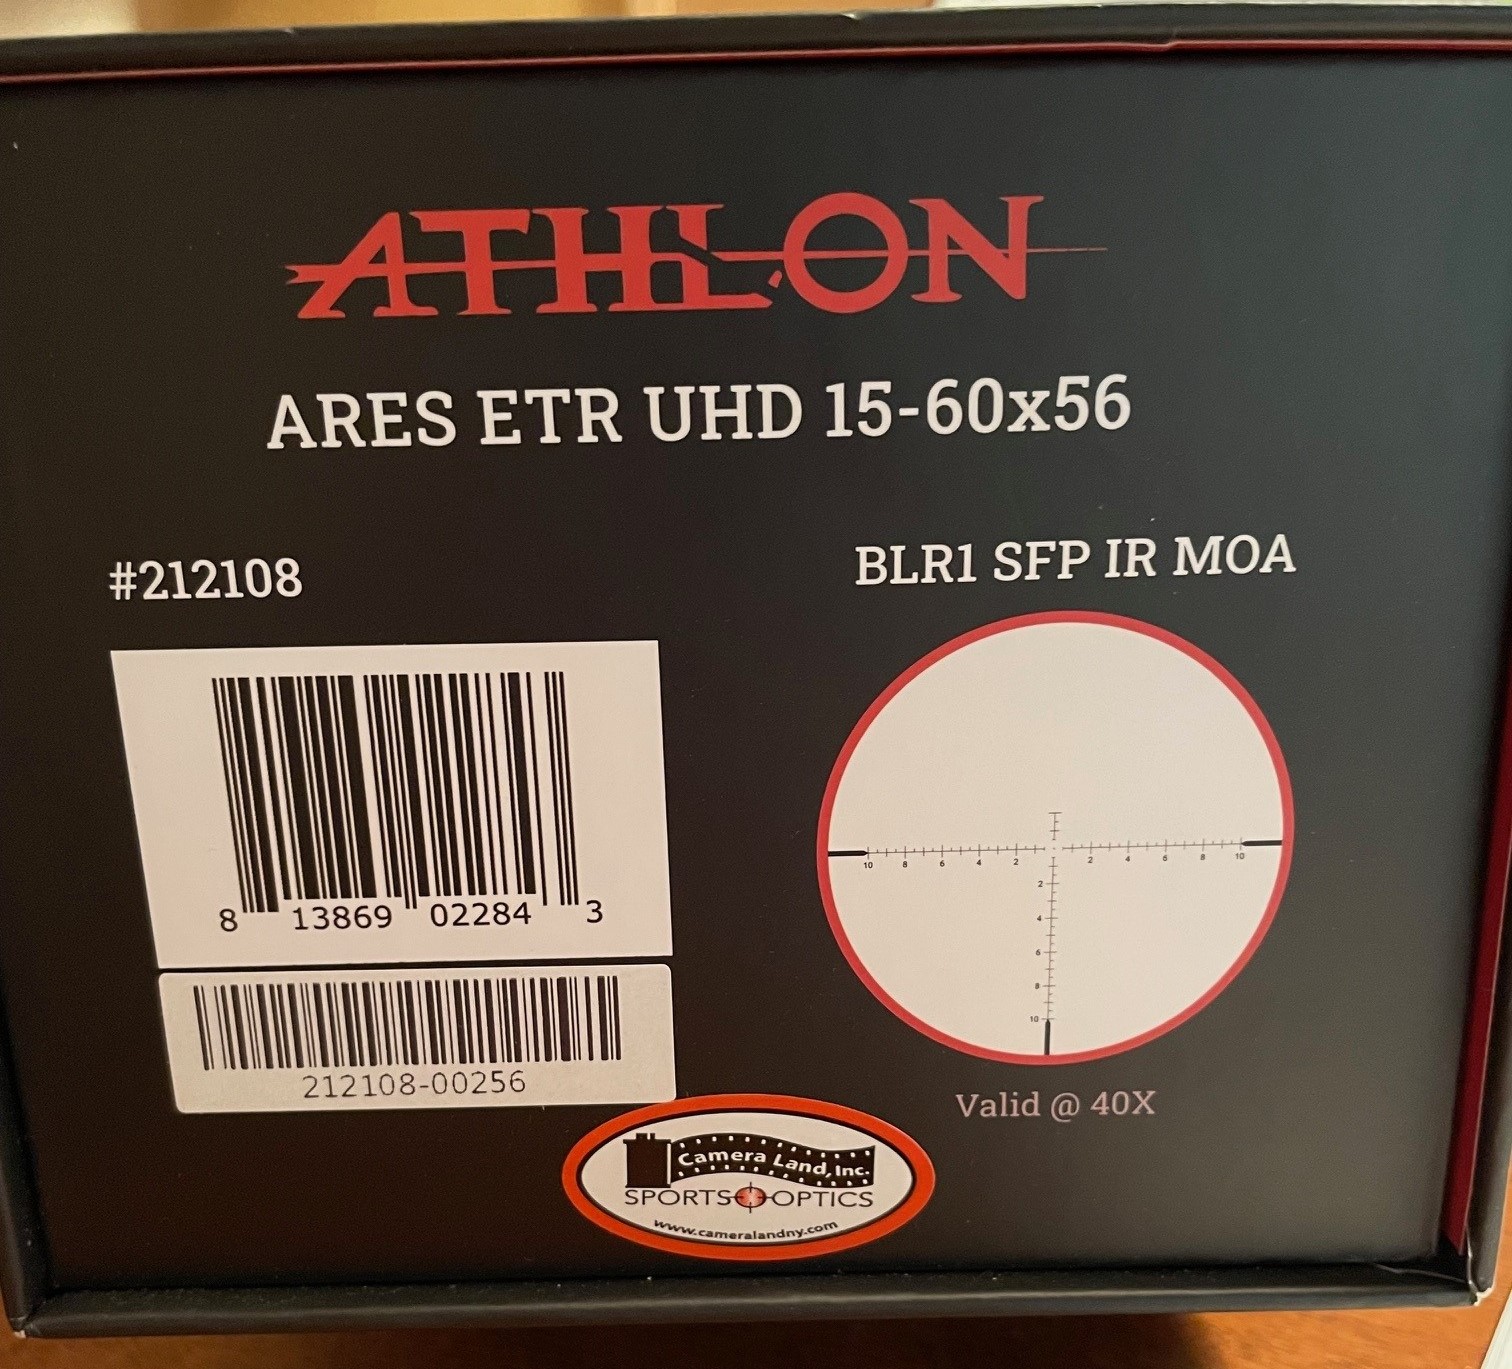 ATHLON
ARES ETR UHD 15-60x56
#212108
BLR1 SFP IR MOA
8 13869 02284 3
212108-00256
10 8 6 4 2 2 4 6 8 10
2
4
6
8
10
Valid @ 40X
Camera Land, Inc.
SPORTS OPTICS
www.cameralandny.com